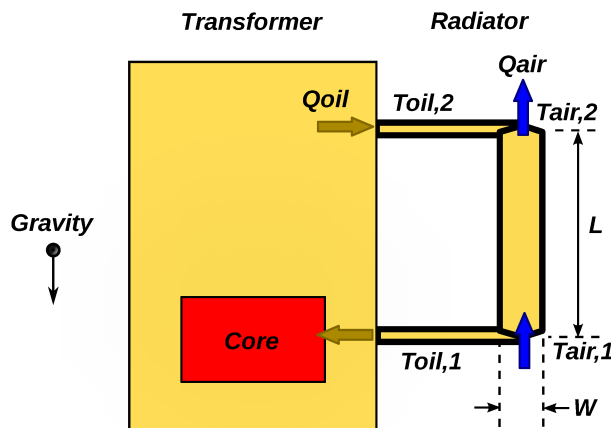 Transformer
Radiator
Qair
Qoil
Toil,2
Tair,2
Gravity
L
Core
Toil,1
Tair,1
W